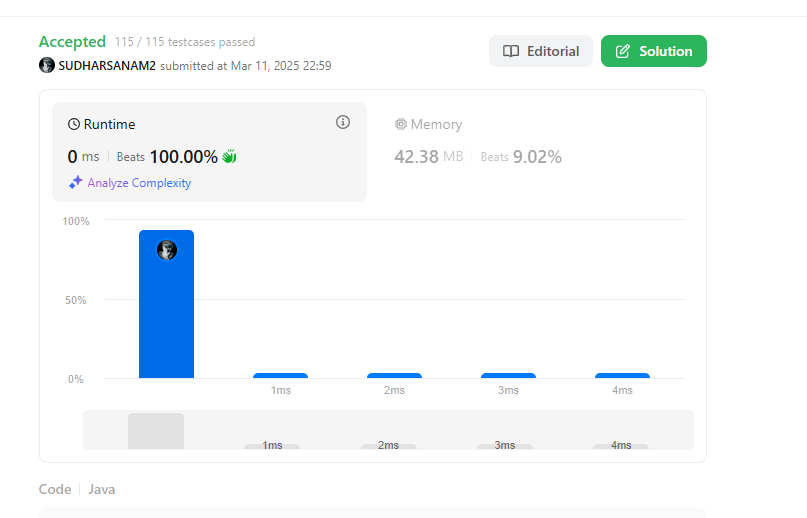 Accepted 115 / 115 testcases passed
SUDHARSANAM2 submitted at Mar 11, 2025 22:59
Editorial
Solution
Runtime
0 ms Beats 100.00%
Analyze Complexity
Memory
42.38 MB Beats 9.02%
100%
50%
0%
1ms 2ms 3ms 4ms
1ms 2ms 3ms 4ms
Code Java